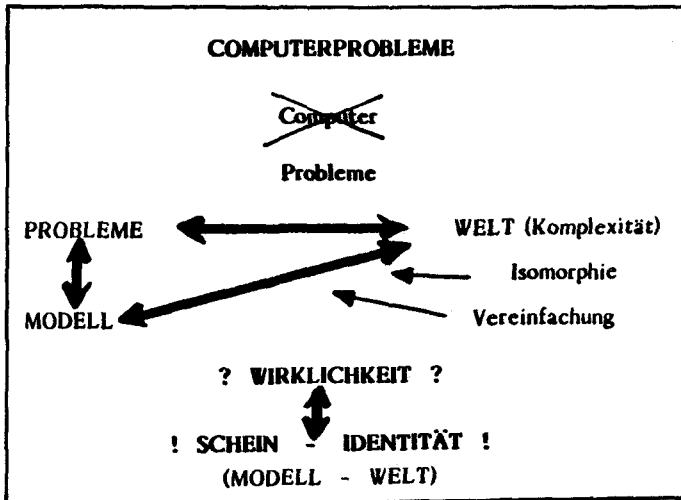 COMPUTERPROBLEME
Computer
Probleme
PROBLEME WELT (Komplexität)
Isomorphie
MODELL Vereinfachung
? WIRKLICHKEIT ?
! SCHEIN - IDENTITÄT !
(MODELL - WELT)